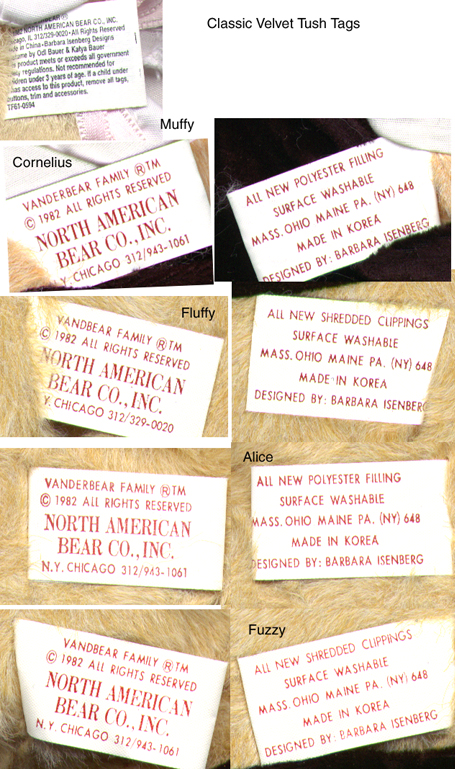 Classic Velvet Tush Tags
NORTH AMERICAN BEAR CO., INC.
IL 312/329-0020 • All Rights Reserved
in China • Barbara Isenberg Designs
by Odl Bauer & Katya Bauer
product meets or exceeds all government
regulations. Not recommended for
children under 3 years of age. If a child under
has access to this product, remove all tags,
buttons, trim and accessories.
TF61-0594
Muffy
Cornelius
VANDERBEAR FAMILY ®TM
© 1982 ALL RIGHTS RESERVED
NORTH AMERICAN
BEAR CO., INC.
Y. CHICAGO 312/943-1061
ALL NEW POLYESTER FILLING
SURFACE WASHABLE
MASS. OHIO MAINE PA. (NY) 648
MADE IN KOREA
DESIGNED BY: BARBARA ISENBERG
Fluffy
VANDBEAR FAMILY ®TM
© 1982 ALL RIGHTS RESERVED
NORTH AMERICAN
BEAR CO., INC.
Y. CHICAGO 312/329-0020
ALL NEW SHREDDED CLIPPINGS
SURFACE WASHABLE
MASS. OHIO MAINE PA. (NY) 648
MADE IN KOREA
DESIGNED BY: BARBARA ISENBERG
Alice
VANDERBEAR FAMILY ®TM
© 1982 ALL RIGHTS RESERVED
NORTH AMERICAN
BEAR CO., INC.
N.Y. CHICAGO 312/943-1061
ALL NEW POLYESTER FILLING
SURFACE WASHABLE
MASS. OHIO MAINE PA. (NY) 648
MADE IN KOREA
DESIGNED BY: BARBARA ISENBERG
Fuzzy
VANDBEAR FAMILY ®TM
© 1982 ALL RIGHTS RESERVED
NORTH AMERICAN
BEAR CO., INC.
N.Y. CHICAGO 312/943-1061
ALL NEW SHREDDED CLIPPINGS
SURFACE WASHABLE
MASS. OHIO MAINE PA. (NY) 648
MADE IN KOREA
DESIGNED BY: BARBARA ISENBERG